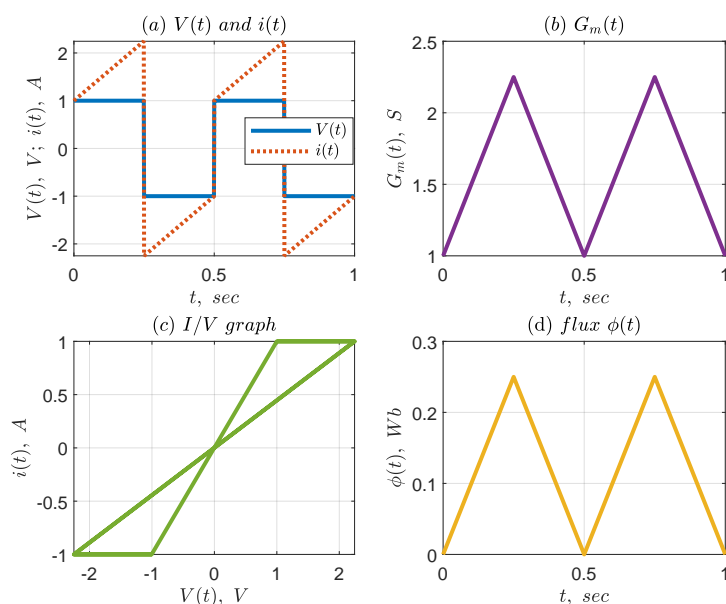 (a) V(t) and i(t)
V(t), V; i(t), A
2
1
0
-1
-2
V(t)
i(t)
0
0.5
1
t, sec
(b) G_m(t)
G_m(t), S
2.5
2
1.5
1
0
0.5
1
t, sec
(c) I/V graph
i(t), A
1
0.5
0
-0.5
-1
-2
-1
0
1
2
V(t), V
(d) flux ϕ(t)
ϕ(t), Wb
0.3
0.2
0.1
0
0
0.5
1
t, sec